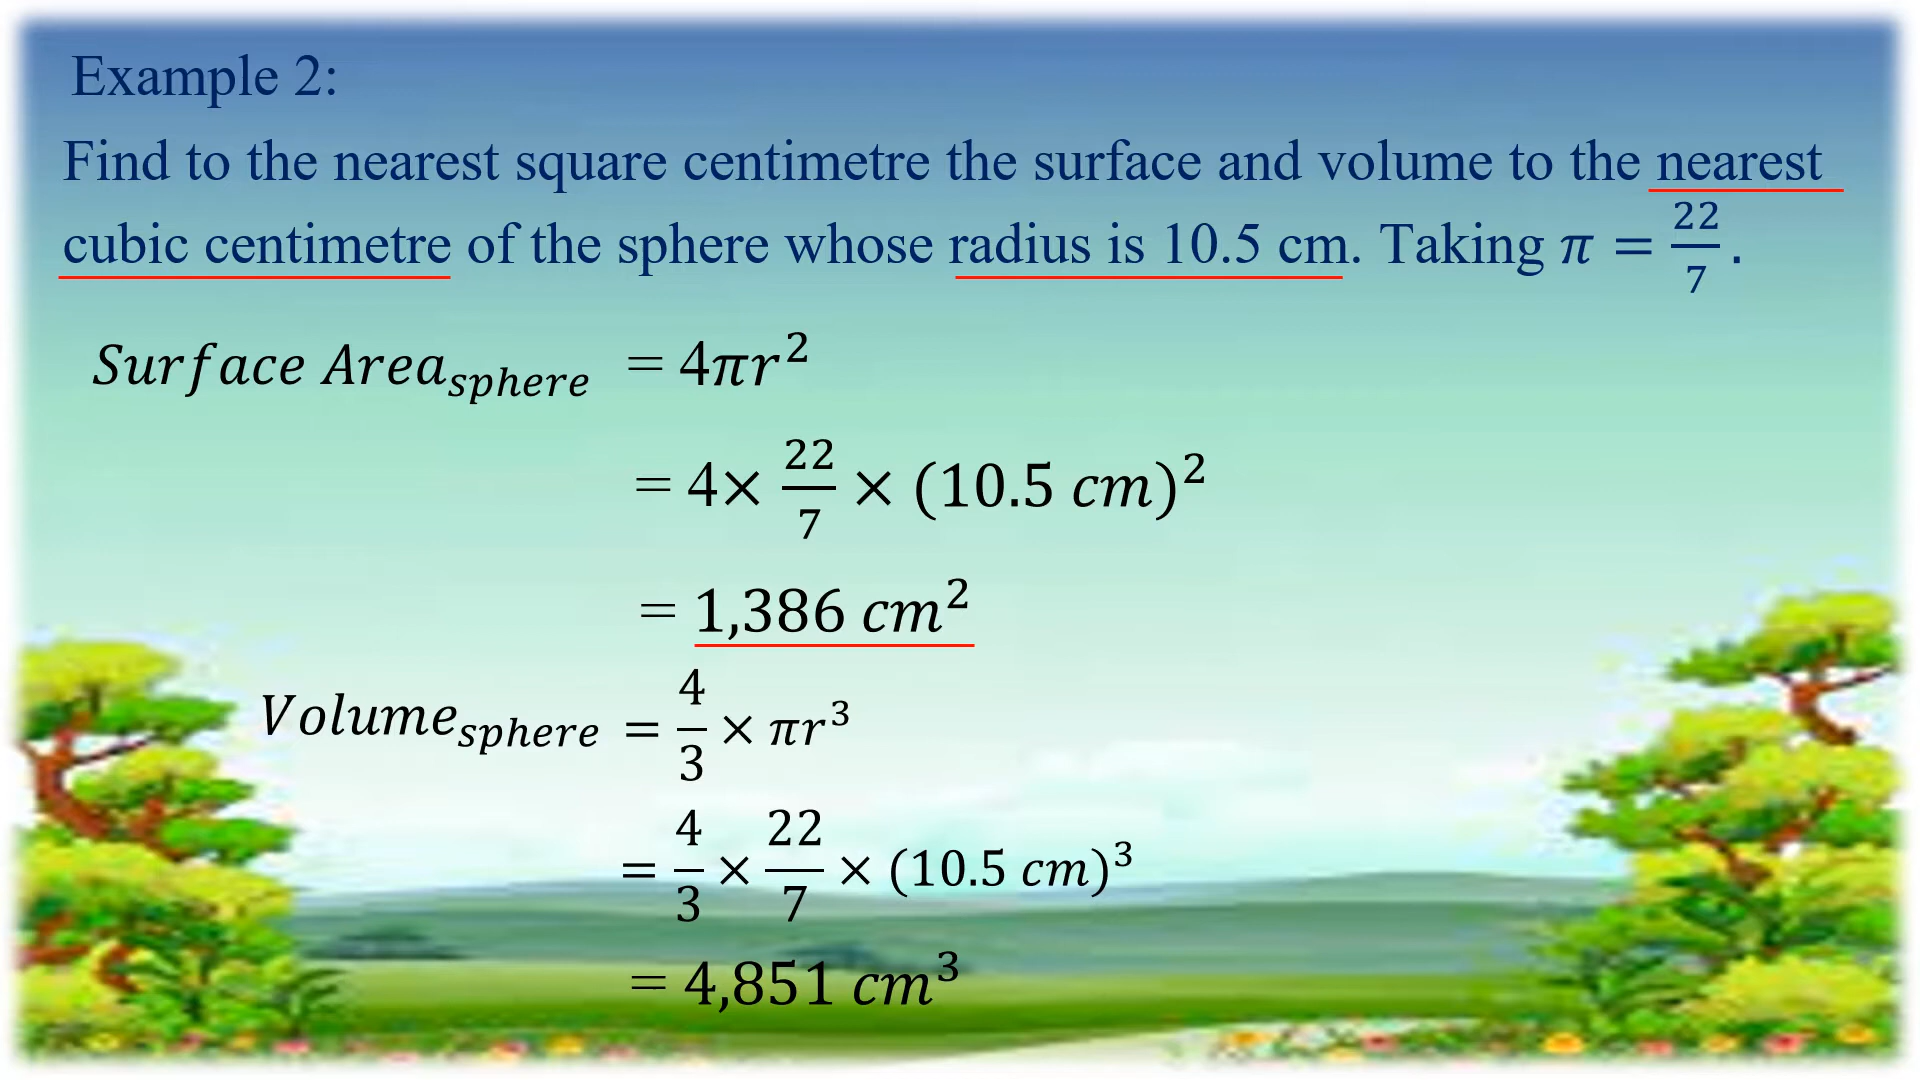 Example 2:
Find to the nearest square centimetre the surface and volume to the nearest
cubic centimetre of the sphere whose radius is 10.5 cm. Taking π = 22/7.
Surface Area_sphere = 4πr²
= 4× 22/7 × (10.5 cm)²
= 1,386 cm²
Volume_sphere = 4/3 × πr³
= 4/3 × 22/7 × (10.5 cm)³
= 4,851 cm³